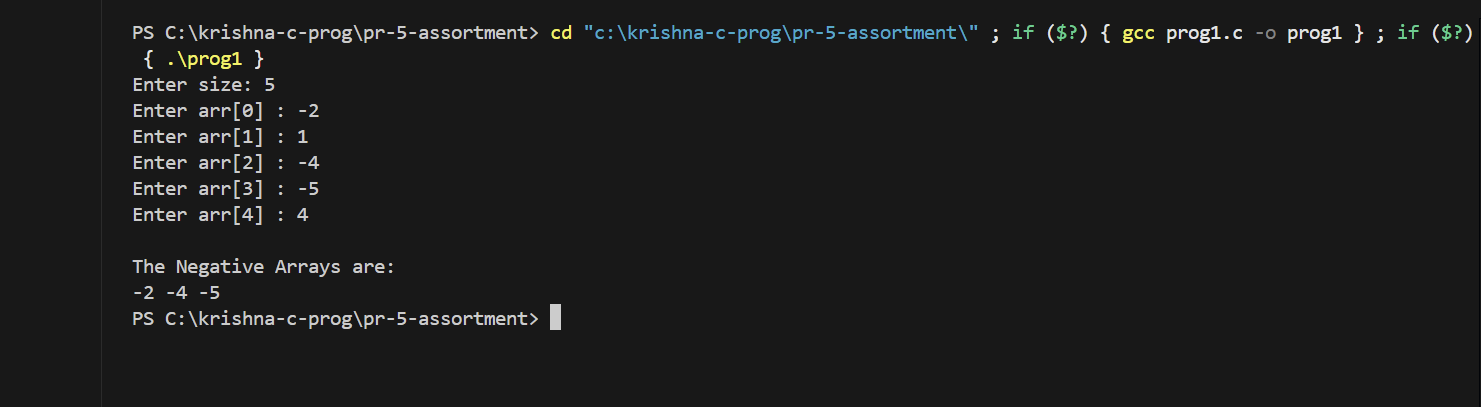 PS C:\krishna-c-prog\pr-5-assortment> cd "c:\krishna-c-prog\pr-5-assortment\" ; if ($?) { gcc prog1.c -o prog1 } ; if ($?)
{ .\prog1 }
Enter size: 5
Enter arr[0] : -2
Enter arr[1] : 1
Enter arr[2] : -4
Enter arr[3] : -5
Enter arr[4] : 4
The Negative Arrays are:
-2 -4 -5
PS C:\krishna-c-prog\pr-5-assortment>